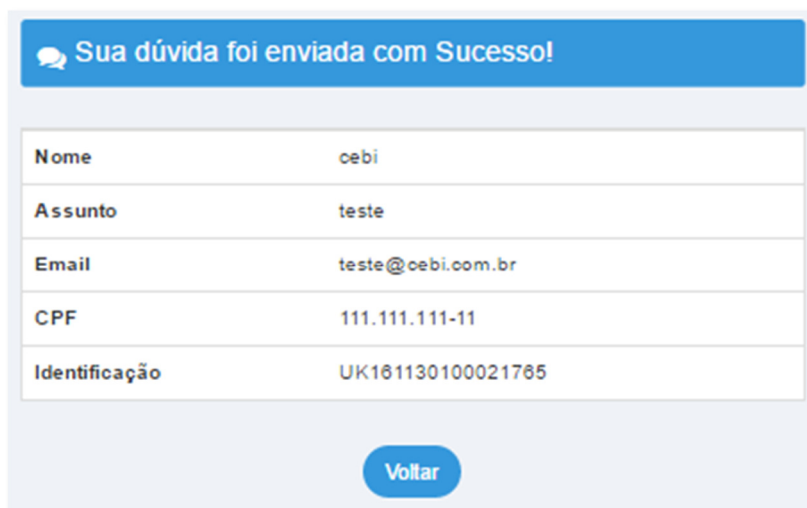 Sua dúvida foi enviada com Sucesso!
Nome cebi
Assunto teste
Email teste@cebi.com.br
CPF 111.111.111-11
Identificação UK161130100021765
Voltar